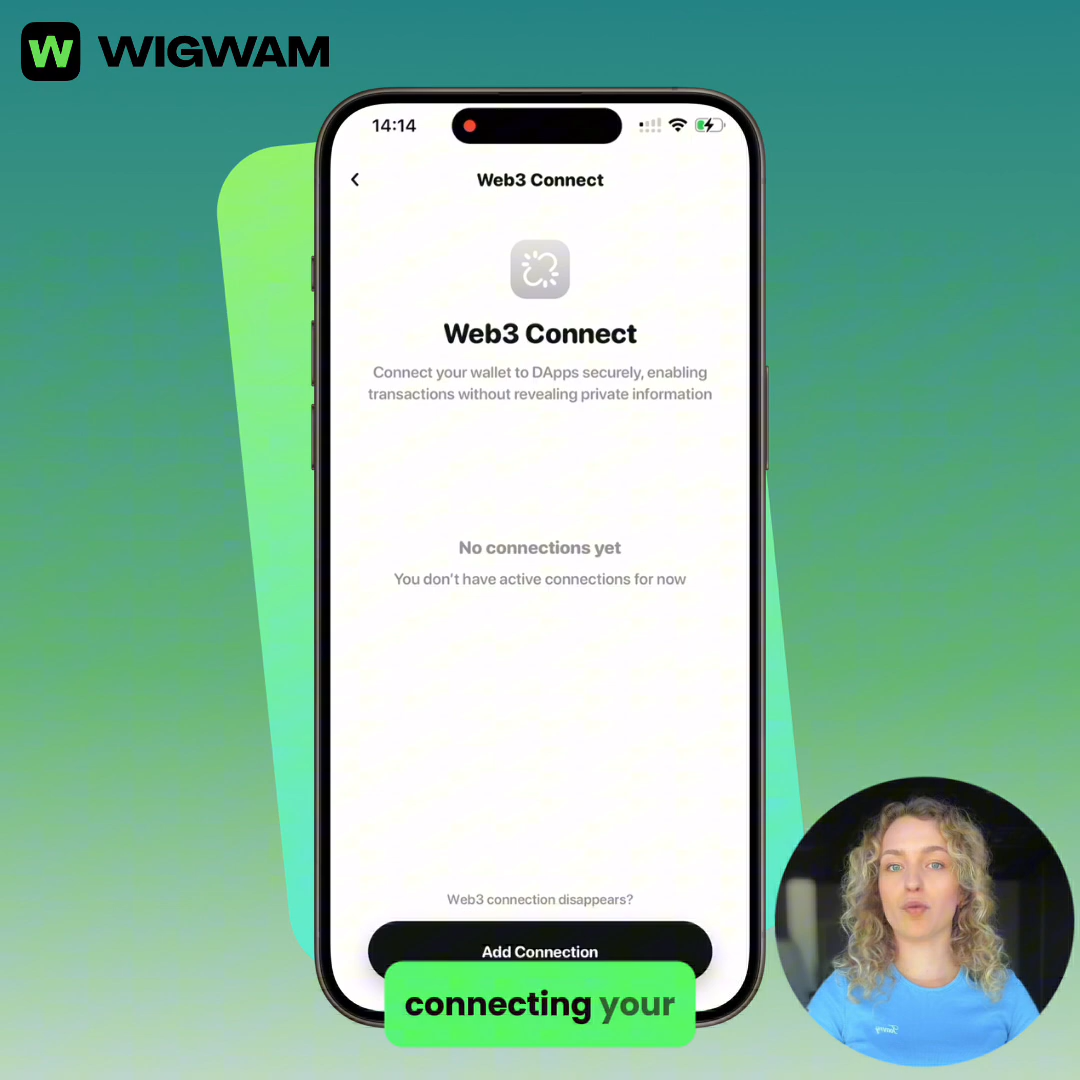 W WIGWAM
14:14
Web3 Connect
Web3 Connect
Connect your wallet to DApps securely, enabling
transactions without revealing private information
No connections yet
You don't have active connections for now
Web3 connection disappears?
Add Connection
connecting your